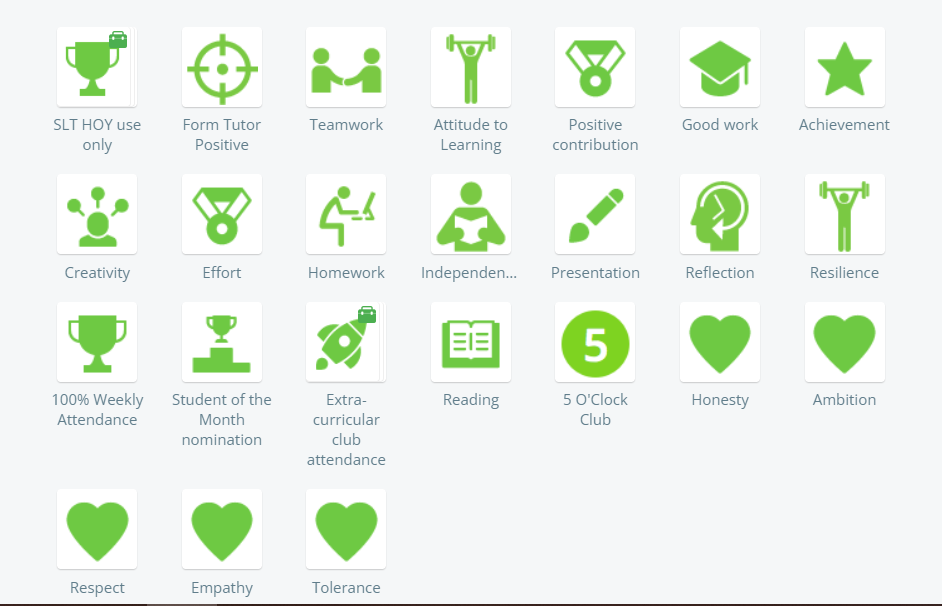 SLT HOY use
only
Form Tutor
Positive
Teamwork
Attitude to
Learning
Positive
contribution
Good work
Achievement
Creativity
Effort
Homework
Independen...
Presentation
Reflection
Resilience
100% Weekly
Attendance
Student of the
Month
nomination
Extra-
curricular
club
attendance
Reading
5
5 O'Clock
Club
Honesty
Ambition
Respect
Empathy
Tolerance